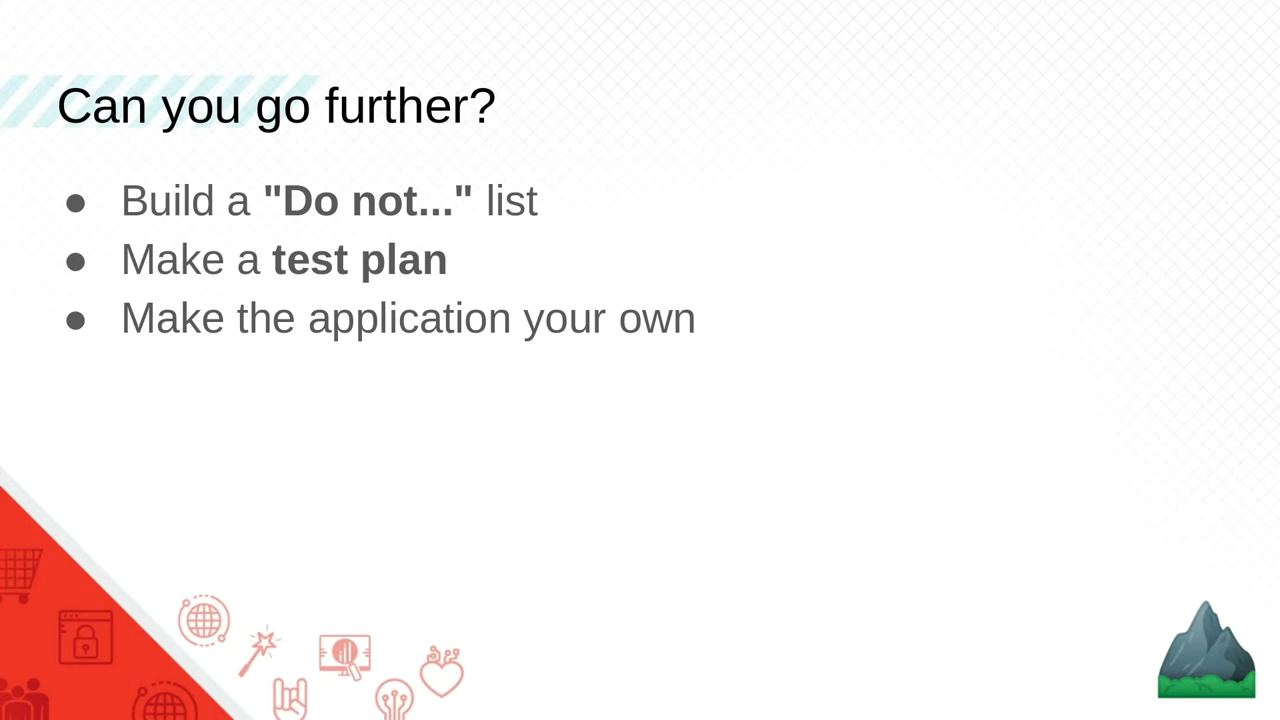 Can you go further?
● Build a "Do not..." list
● Make a test plan
● Make the application your own